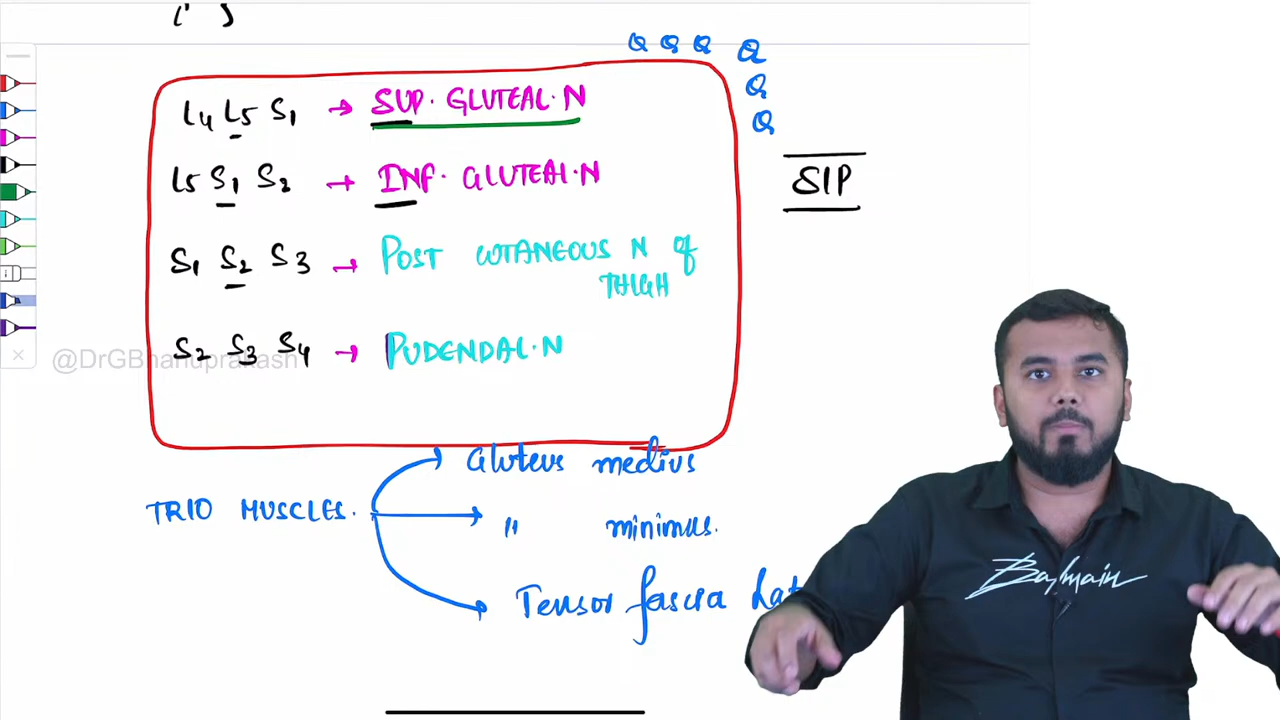 Q Q Q Q
Q
Q
L4 L5 S1 → SUP. GLUTEAL. N
L5 S1 S2 → INF. GLUTEAL. N
SIP
S1 S2 S3 → POST CUTANEOUS N of
THIGH
S2 S3 S4 → PUDENDAL. N
@DrGBhanuprakash
Gluteus medius
TRIO MUSCLES.
" minimus.
Tensor fascia Lat
Balmain